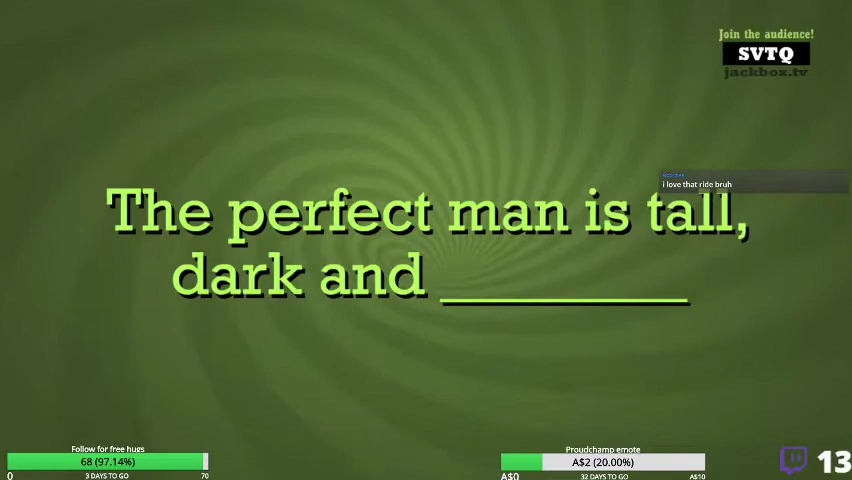 Join the audience!
SVTQ
jackbox.tv
i love that ride bruh
The perfect man is tall,
dark and ________
Follow for free hugs
68 (97.14%)
0 3 DAYS TO GO 70
Proudchamp emote
A$2 (20.00%)
A$0 32 DAYS TO GO A$10
13